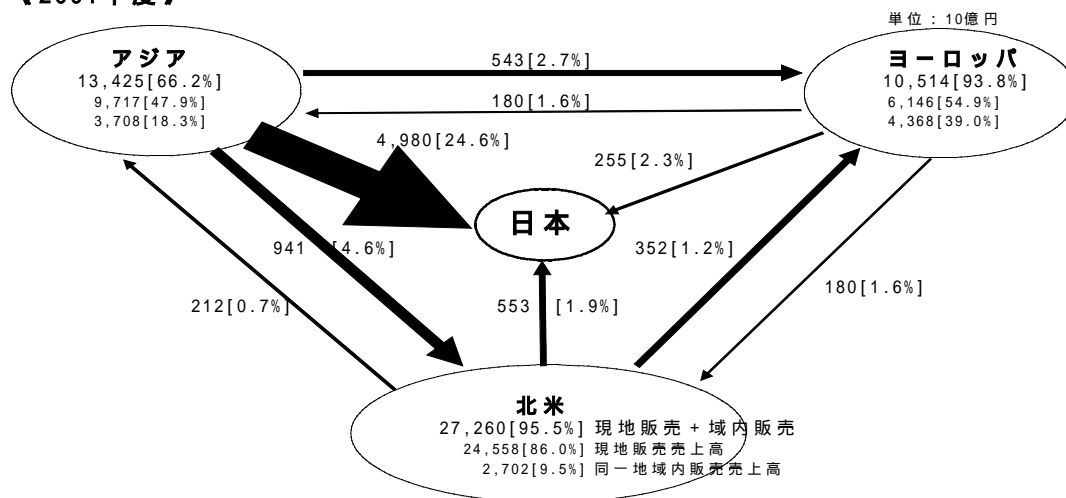 単位：10億円
アジア
13,425[66.2%]
9,717[47.9%]
3,708[18.3%]
543[2.7%]
180[1.6%]
4,980[24.6%]
ヨーロッパ
10,514[93.8%]
6,146[54.9%]
4,368[39.0%]
255[2.3%]
日本
941 [4.6%]
352[1.2%]
212[0.7%]
553 [1.9%]
180[1.6%]
北米
27,260[95.5%] 現地販売＋域内販売
24,558[86.0%] 現地販売売上高
2,702[9.5%] 同一地域内販売売上高